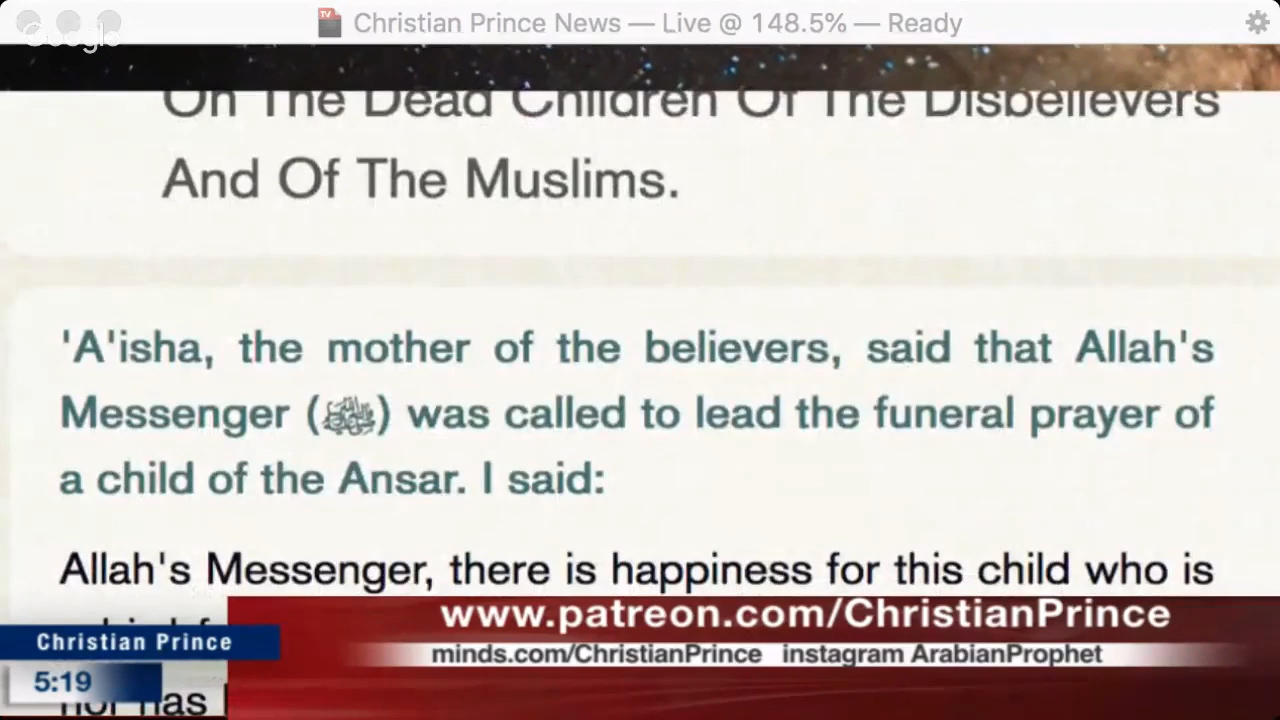 Christian Prince News — Live @ 148.5% — Ready
Google
On The Dead Children Of The Disbelievers
And Of The Muslims.
'A'isha, the mother of the believers, said that Allah's
Messenger (ﷺ) was called to lead the funeral prayer of
a child of the Ansar. I said:
Allah's Messenger, there is happiness for this child who is
www.patreon.com/ChristianPrince
Christian Prince
minds.com/ChristianPrince instagram ArabianProphet
5:19
nor has